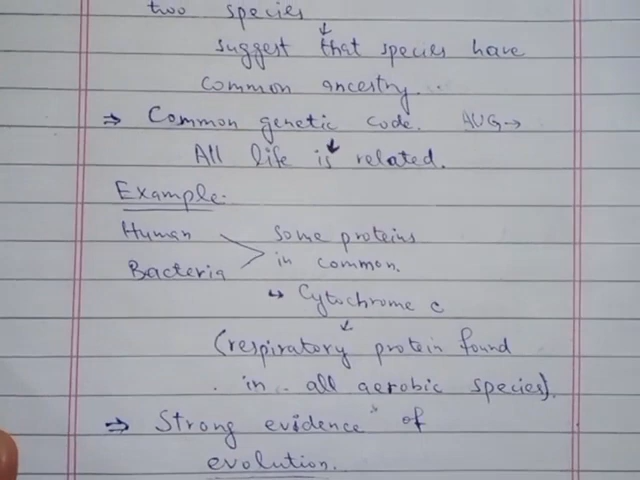 two species
↓
suggest that species have
common ancestry.
⇒ Common genetic code. AUG→
↓
All life is related.
Example:
Human > Some proteins
Bacteria in common.
↳ Cytochrome c
↙
(respiratory protein found
in all aerobic species).
⇒ Strong evidence of
evolution.